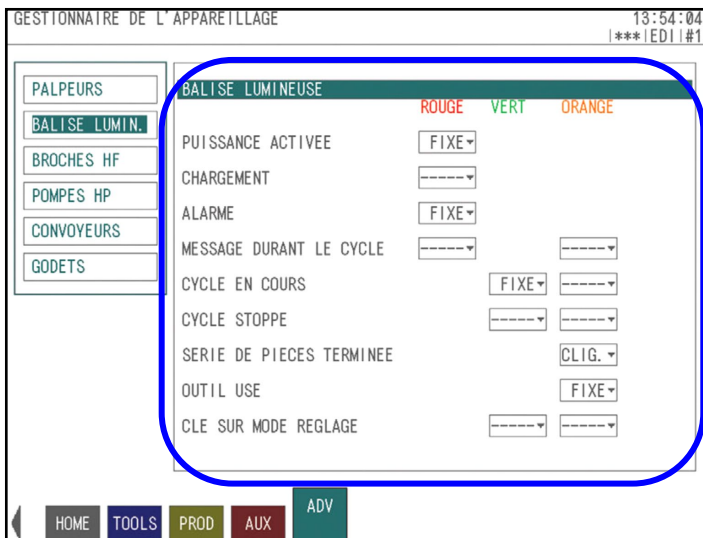 GESTIONNAIRE DE L'APPAREILLAGE 13:54:04
|***|EDI|#1
PALPEURS
BALISE LUMIN.
BROCHES HF
POMPES HP
CONVOYEURS
GODETS
BALISE LUMINEUSE
ROUGE VERT ORANGE
PUISSANCE ACTIVEE FIXE
CHARGEMENT -----
ALARME FIXE
MESSAGE DURANT LE CYCLE ----- -----
CYCLE EN COURS FIXE -----
CYCLE STOPPE ----- -----
SERIE DE PIECES TERMINEE CLIG.
OUTIL USE FIXE
CLE SUR MODE REGLAGE ----- -----
HOME TOOLS PROD AUX ADV